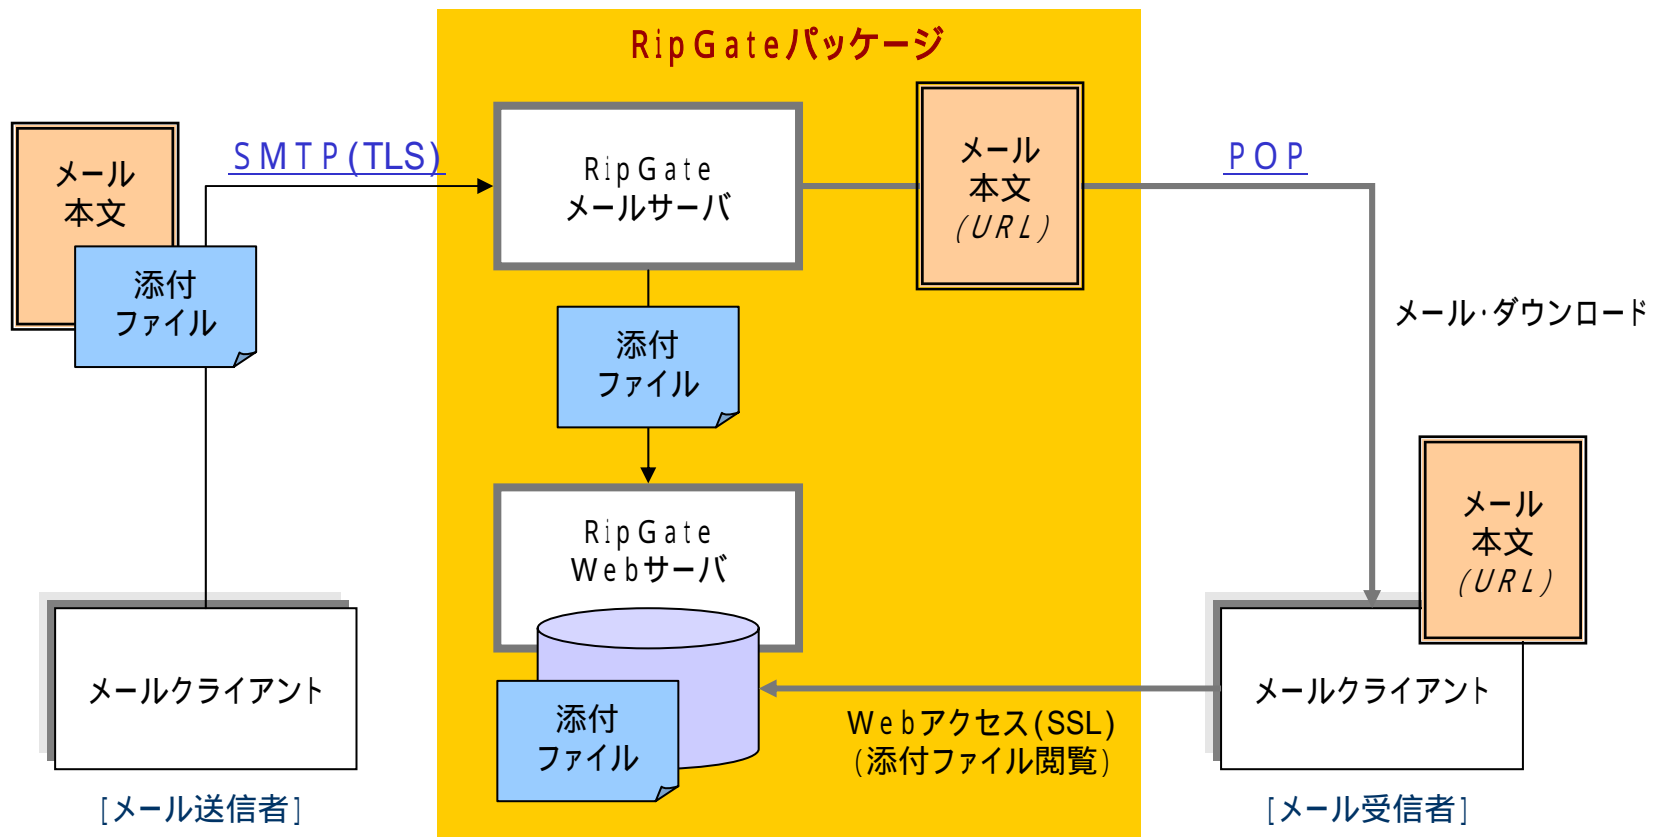 RipGateパッケージ
メール
本文
添付
ファイル
SMTP(TLS)
RipGate
メールサーバ
メール
本文
(URL)
POP
添付
ファイル
メール・ダウンロード
RipGate
Webサーバ
メール
本文
(URL)
メールクライアント
添付
ファイル
Webアクセス(SSL)
(添付ファイル閲覧)
メールクライアント
[メール送信者]
[メール受信者]